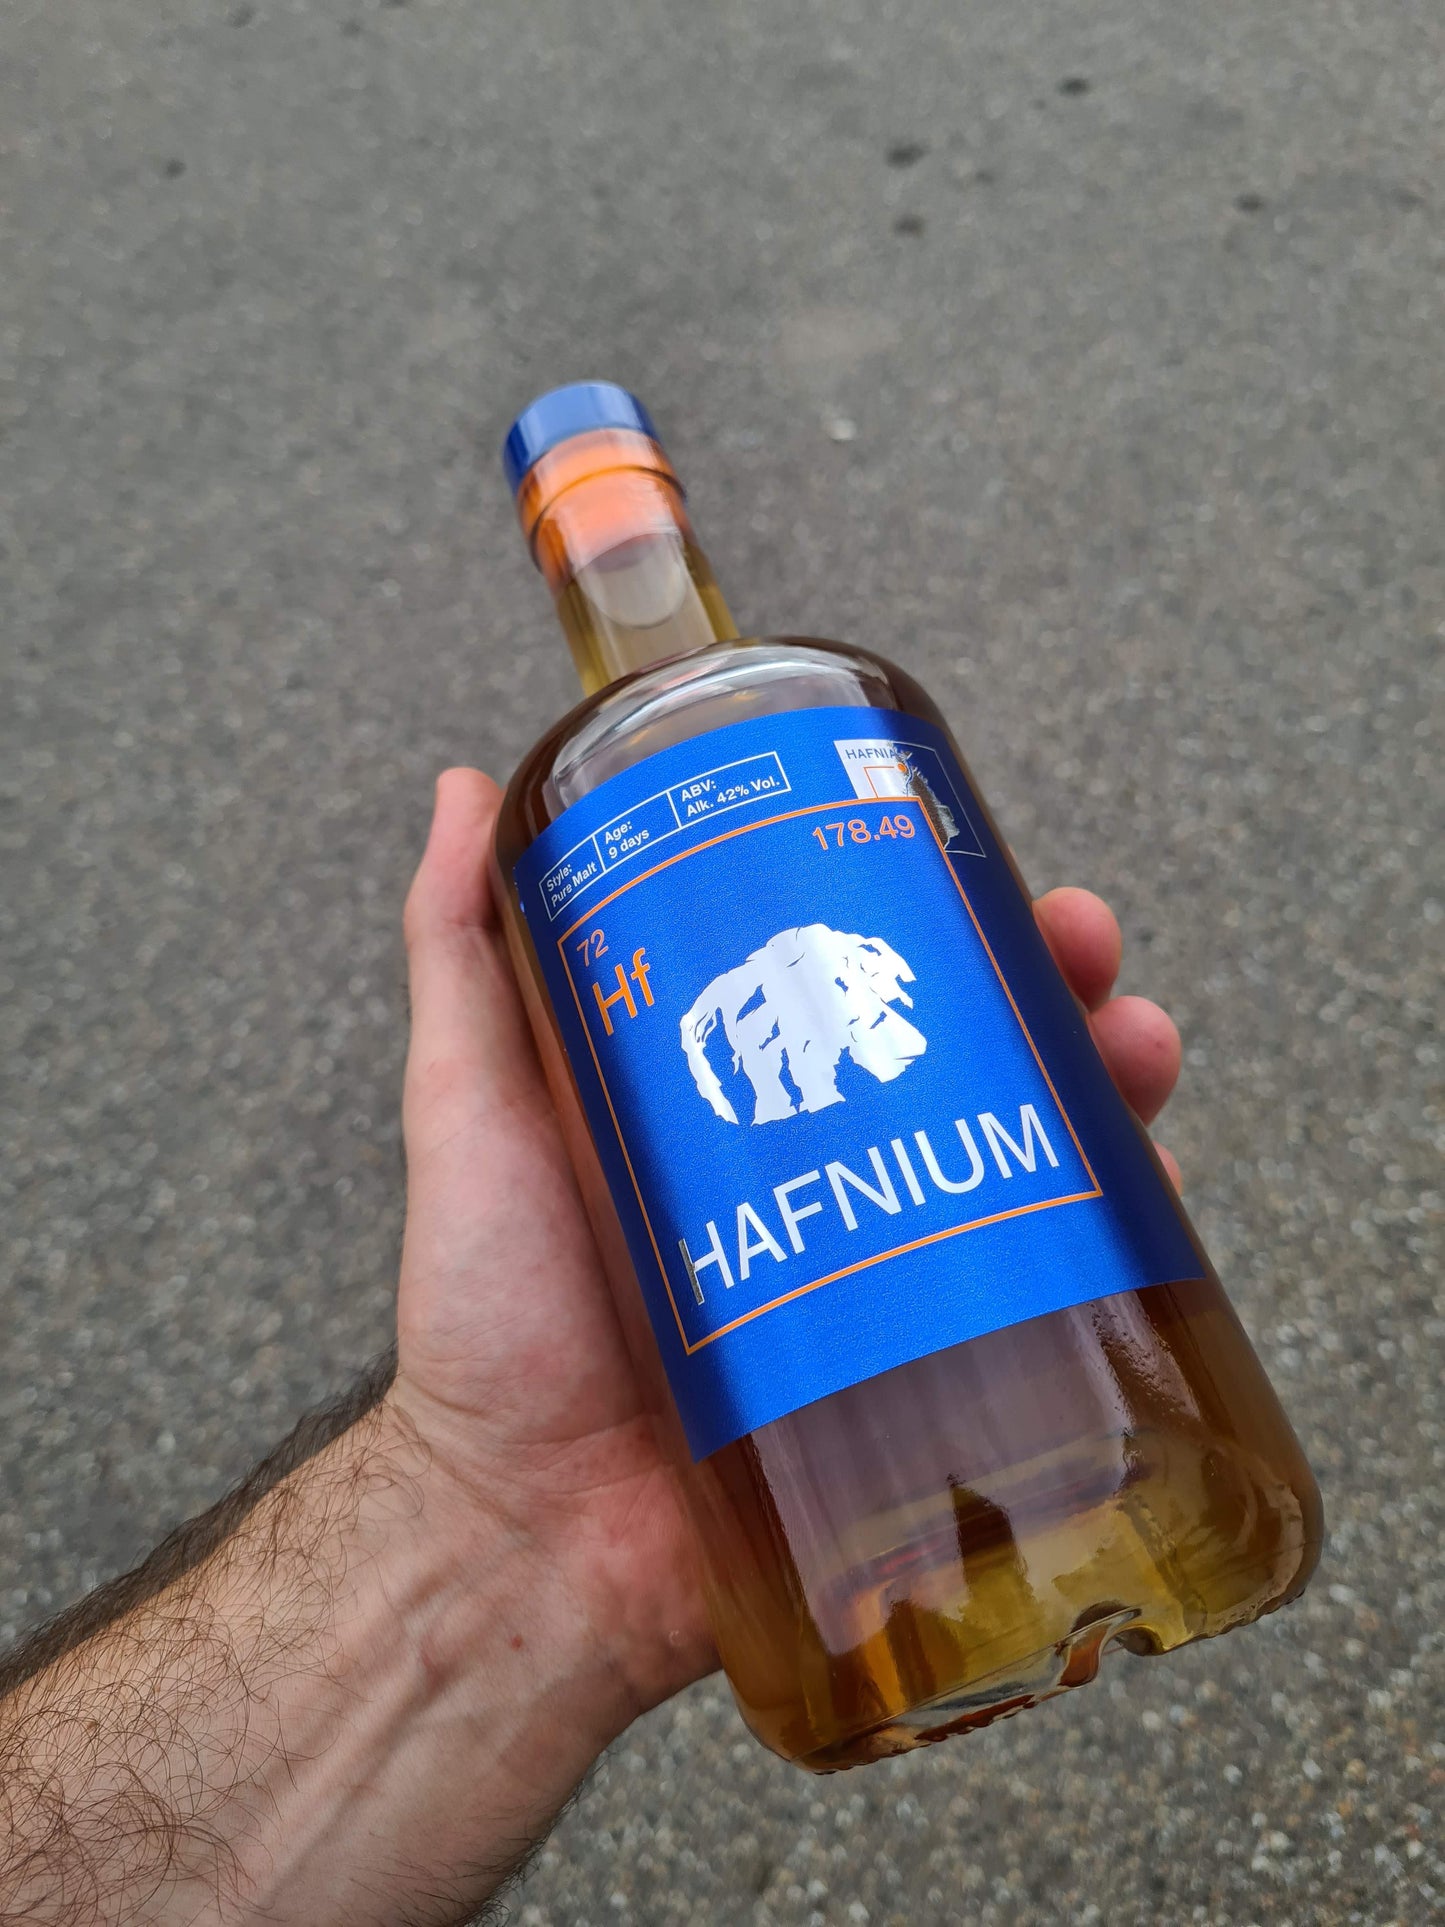 Style:
Pure Malt
Age:
9 days
ABV:
Alk. 42% Vol.
HAFNIA
178.49
72
Hf
HAFNIUM